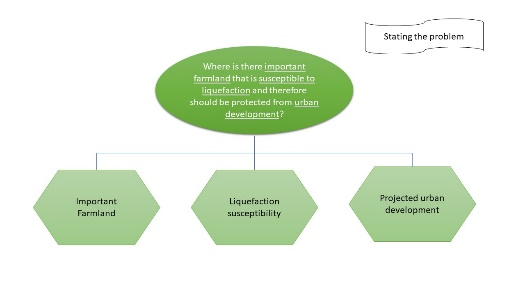 Stating the problem
Where is there important
farmland that is susceptible to
liquefaction and therefore
should be protected from urban
development?
Important
Farmland
Liquefaction
susceptibility
Projected urban
development